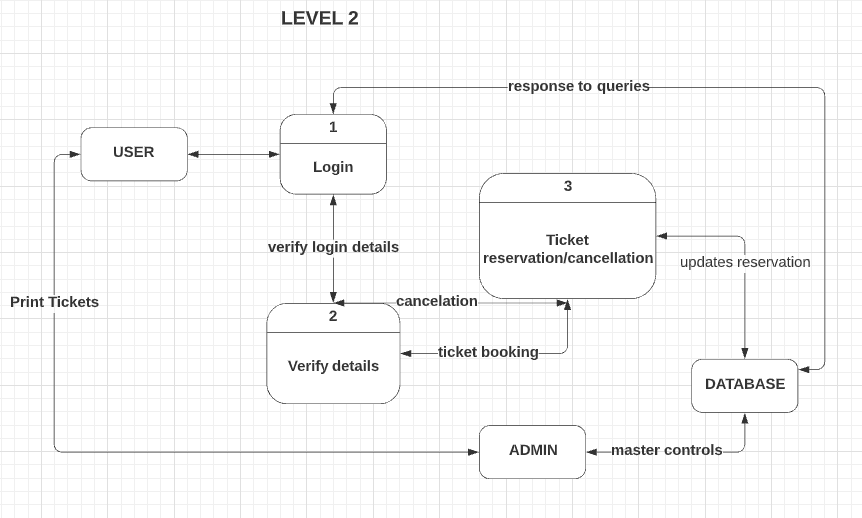 LEVEL 2
response to queries
1
USER
Login
3
Ticket
reservation/cancellation
verify login details
updates reservation
Print Tickets
cancelation
2
ticket booking
Verify details
DATABASE
ADMIN
master controls